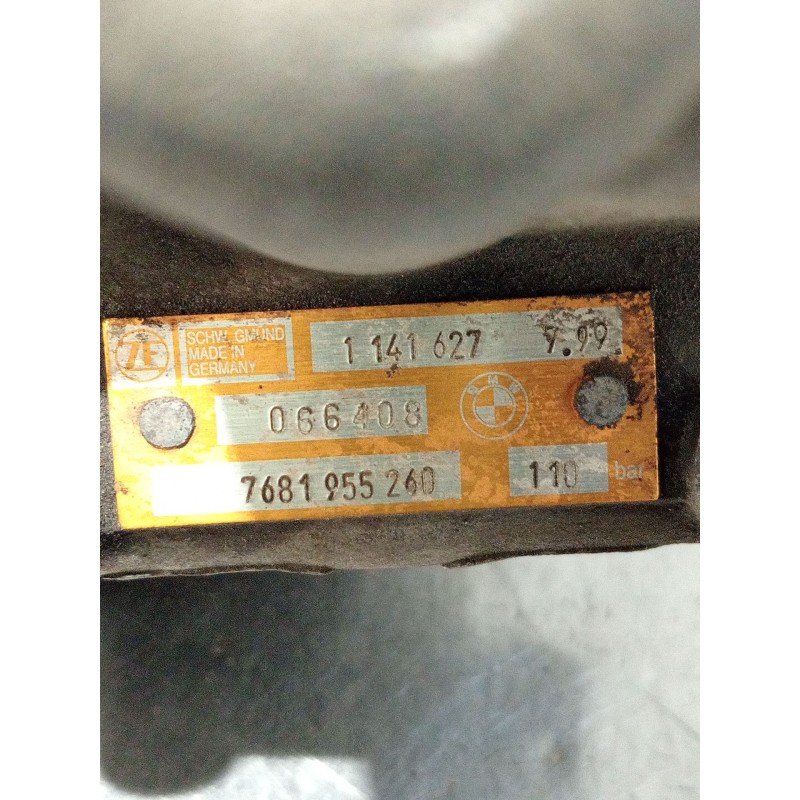 ZF
SCHW. GMÜND
MADE IN
GERMANY
1 141 627 7.99
066408
BMW
7681 955 260
110 bar